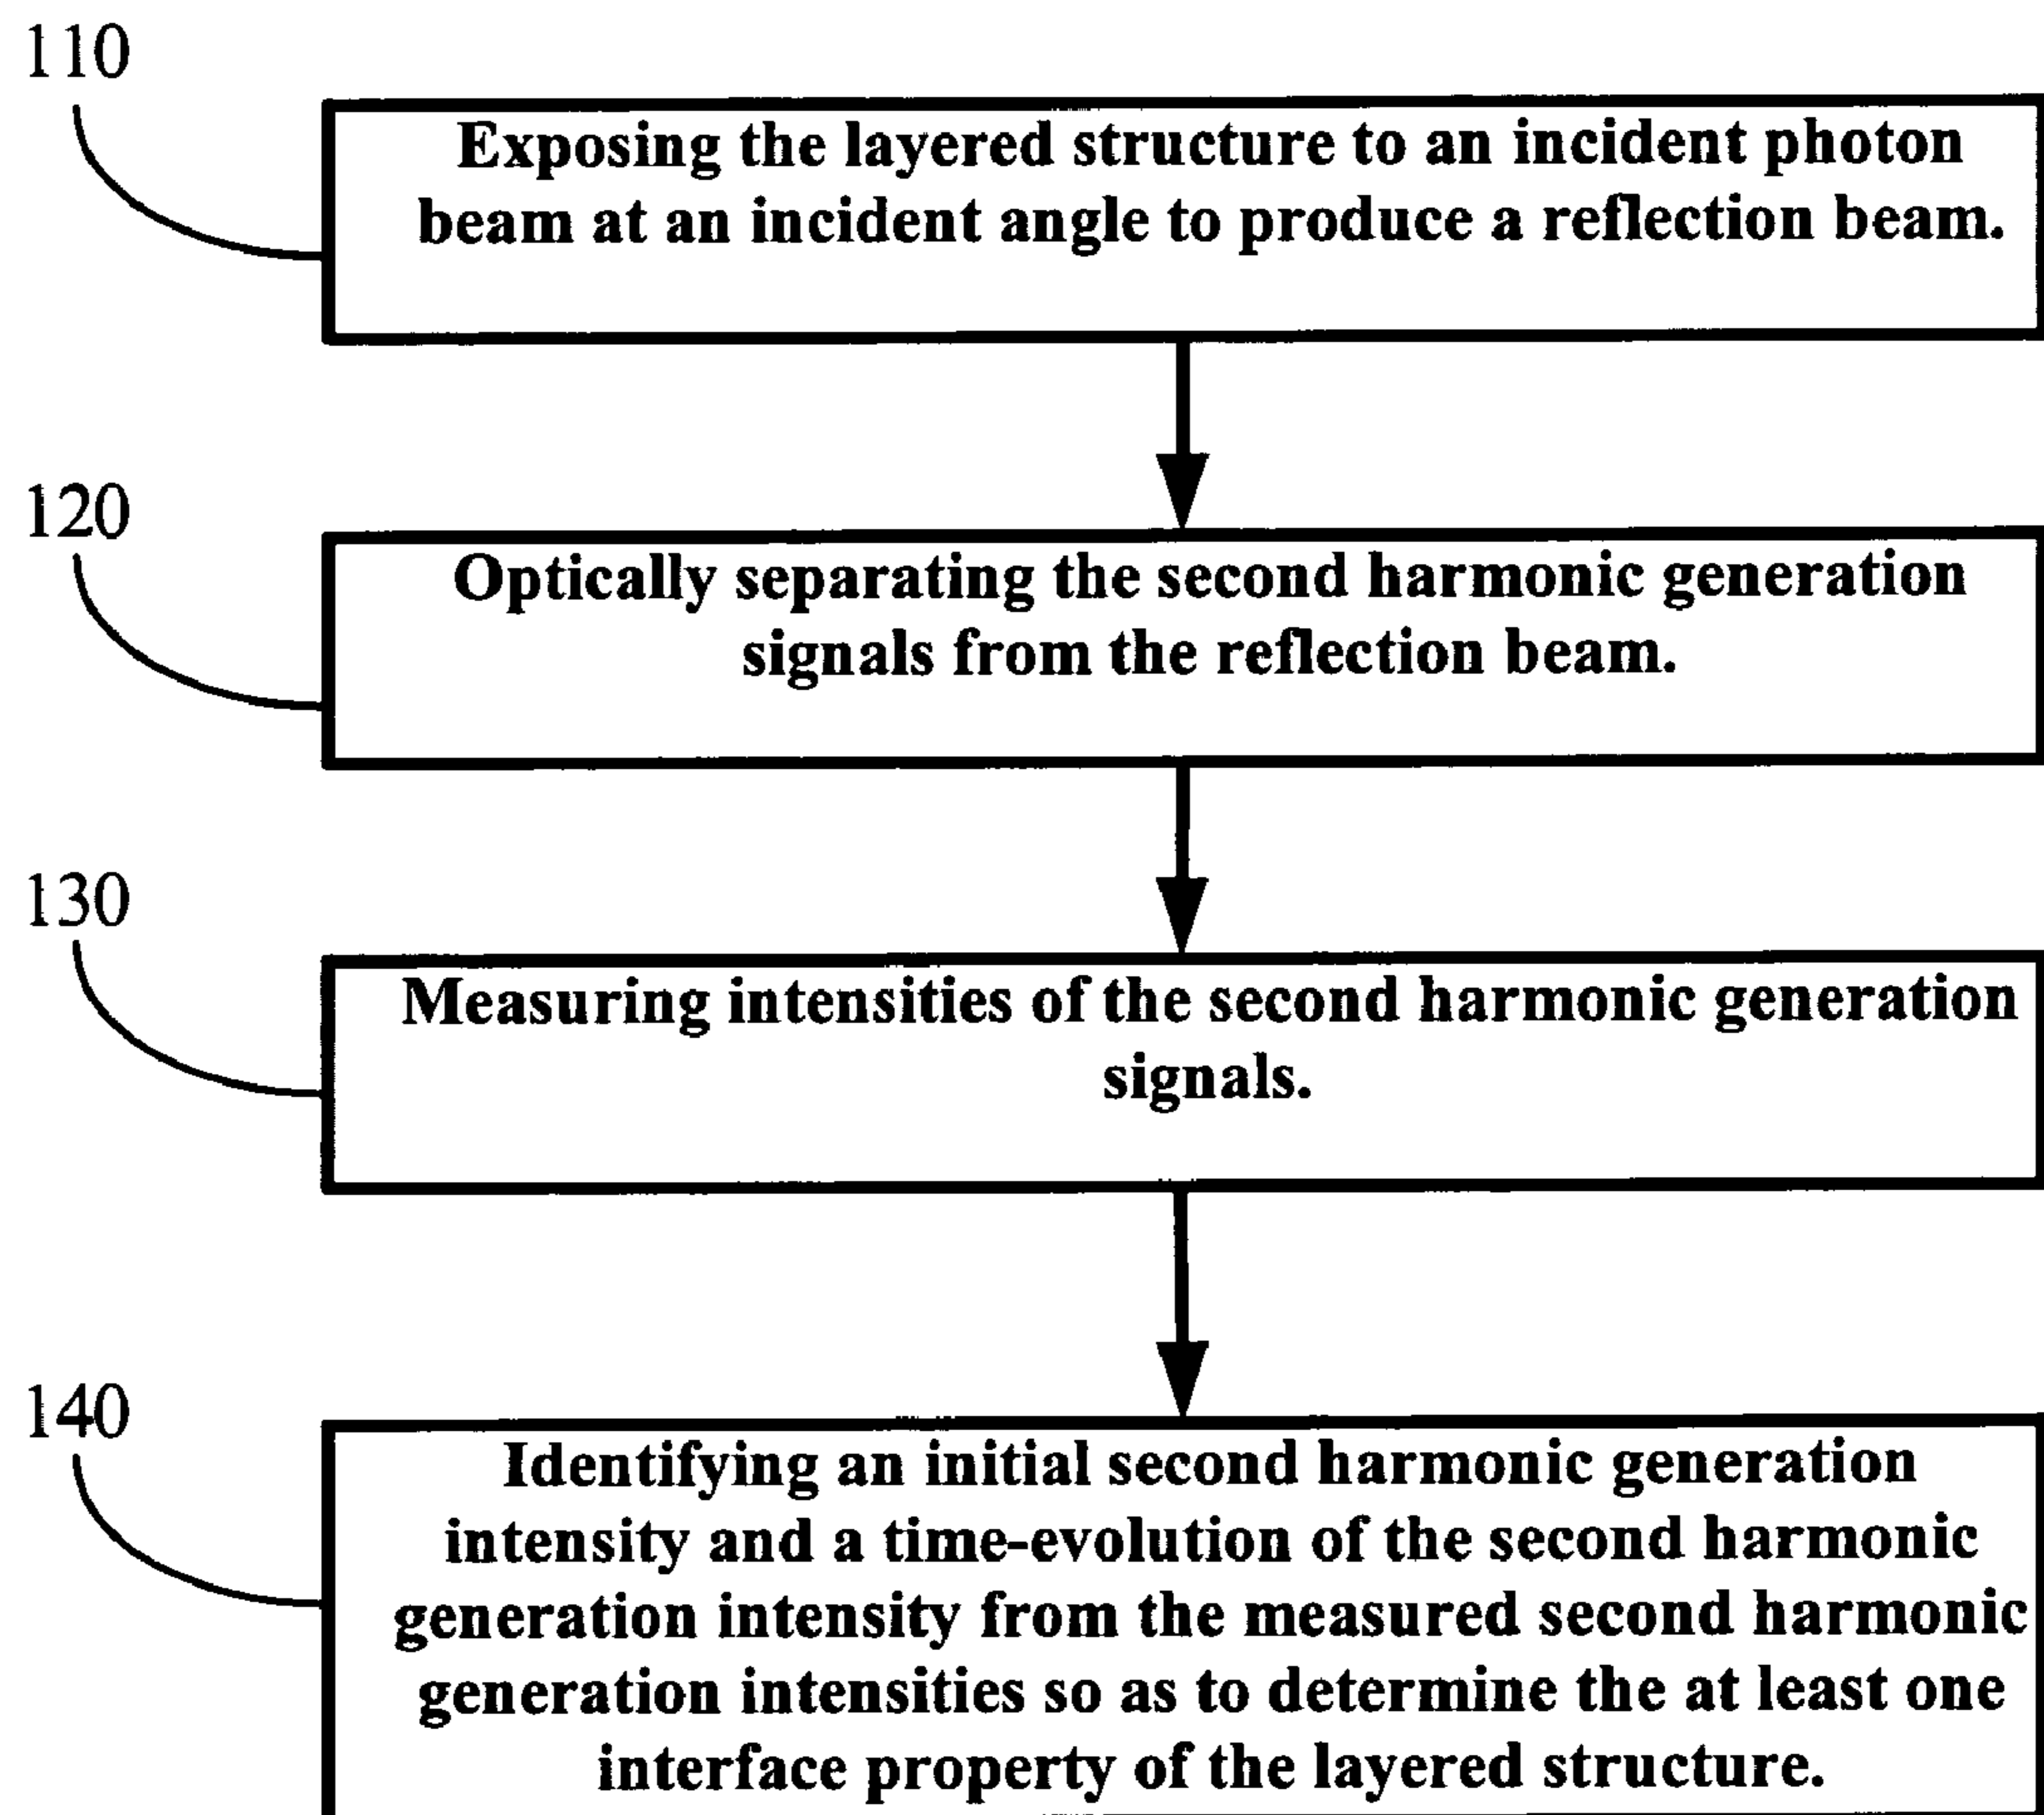 110
Exposing the layered structure to an incident photon
beam at an incident angle to produce a reflection beam.
120
Optically separating the second harmonic generation
signals from the reflection beam.
130
Measuring intensities of the second harmonic generation
signals.
140
Identifying an initial second harmonic generation
intensity and a time-evolution of the second harmonic
generation intensity from the measured second harmonic
generation intensities so as to determine the at least one
interface property of the layered structure.